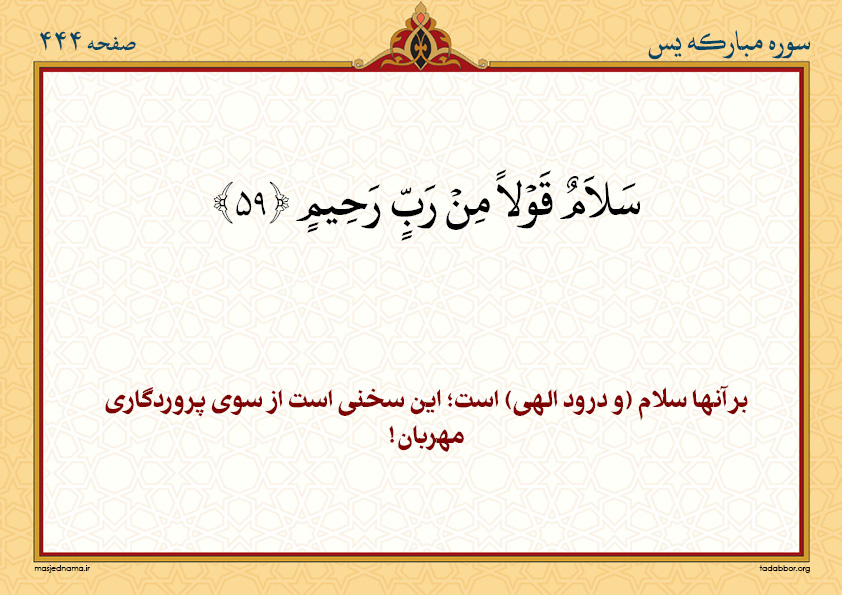 سوره مبارکه یس
صفحه ۴۴۴
سَلاَمٌ قَوْلاً مِنْ رَبٍّ رَحِيمٍ ﴿۵۹﴾
برآنها سلام (و درود الهی) است؛ این سخنی است از سوی پروردگاری
مهربان!
masjednama.ir
tadabbor.org